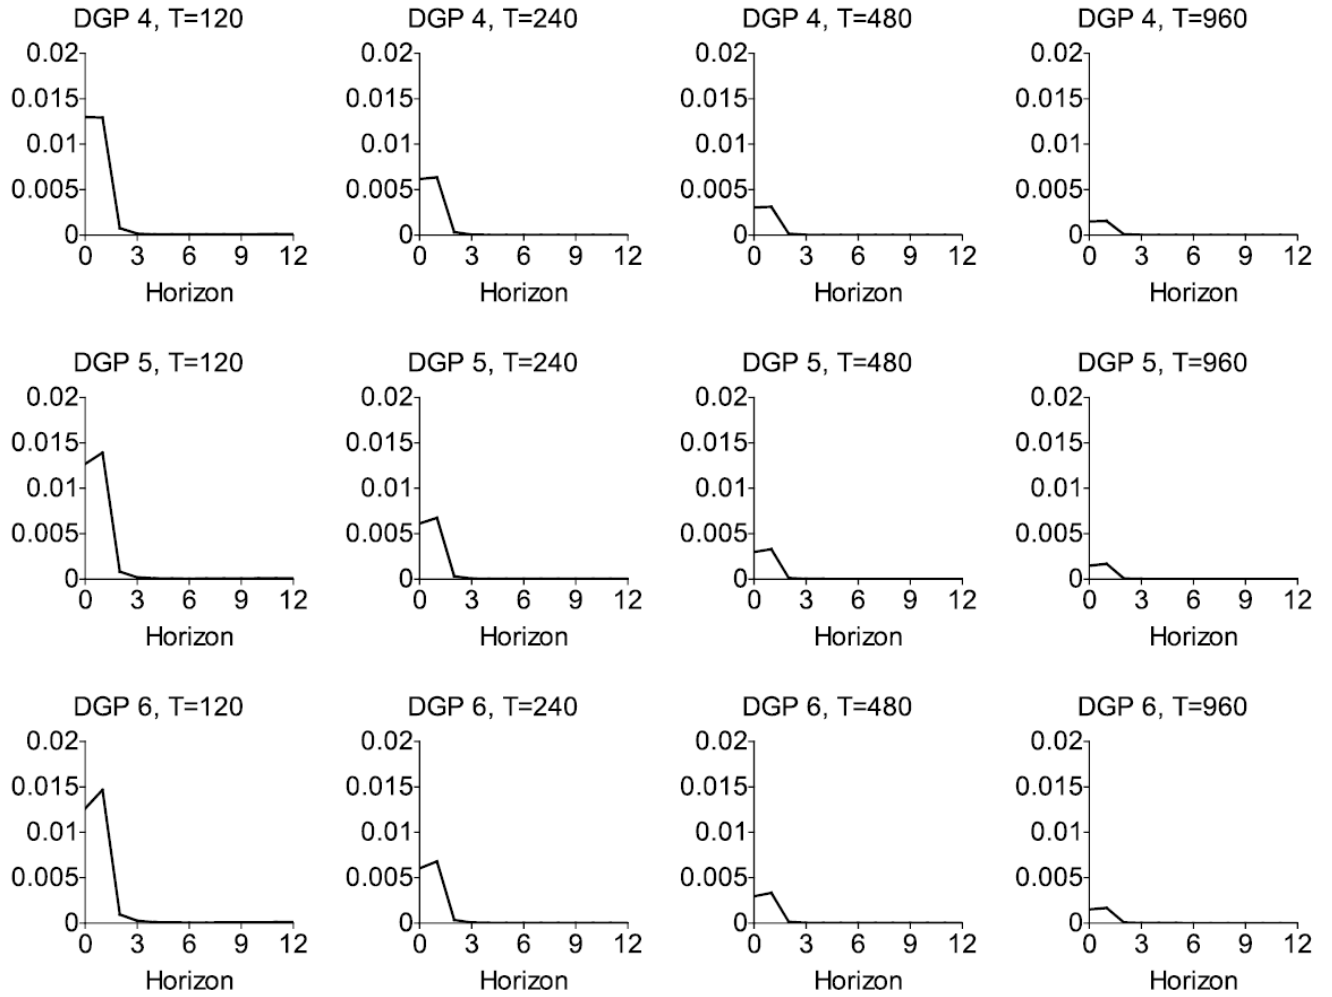 DGP 4, T=120 DGP 4, T=240 DGP 4, T=480 DGP 4, T=960
0.02 0.02 0.02 0.02
0.015 0.015 0.015 0.015
0.01 0.01 0.01 0.01
0.005 0.005 0.005 0.005
0 0 0 0
0 3 6 9 12 0 3 6 9 12 0 3 6 9 12 0 3 6 9 12
Horizon Horizon Horizon Horizon
DGP 5, T=120 DGP 5, T=240 DGP 5, T=480 DGP 5, T=960
0.02 0.02 0.02 0.02
0.015 0.015 0.015 0.015
0.01 0.01 0.01 0.01
0.005 0.005 0.005 0.005
0 0 0 0
0 3 6 9 12 0 3 6 9 12 0 3 6 9 12 0 3 6 9 12
Horizon Horizon Horizon Horizon
DGP 6, T=120 DGP 6, T=240 DGP 6, T=480 DGP 6, T=960
0.02 0.02 0.02 0.02
0.015 0.015 0.015 0.015
0.01 0.01 0.01 0.01
0.005 0.005 0.005 0.005
0 0 0 0
0 3 6 9 12 0 3 6 9 12 0 3 6 9 12 0 3 6 9 12
Horizon Horizon Horizon Horizon